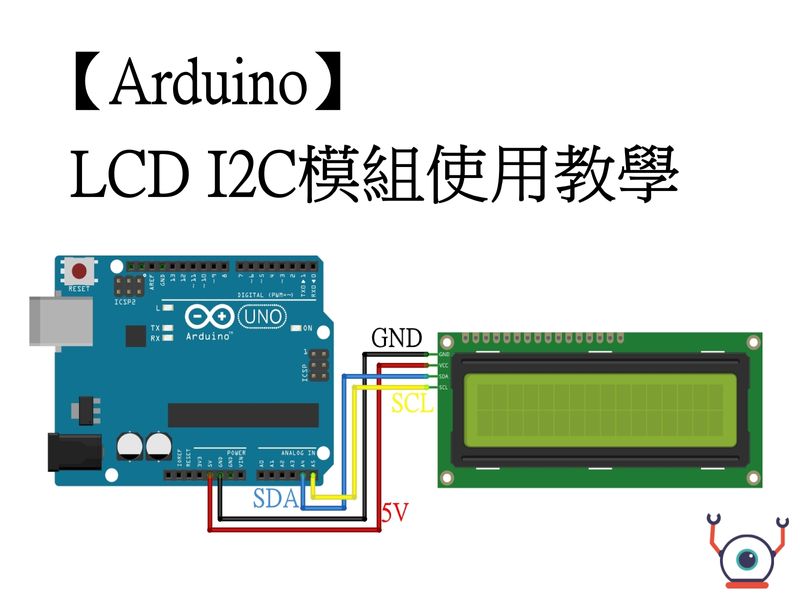 【Arduino】
LCD I2C模組使用教學
RESET
ICSP2
AREF
GND
13
12
~11
~10
~9
8
7
~6
~5
4
~3
2
TX0▶1
RX0◀0
DIGITAL (PWM=~)
L
TX
RX
Arduino™
UNO
ON
1
ICSP
IOREF
RESET
3V3
5V
GND
GND
VIN
POWER
ANALOG IN
A0
A1
A2
A3
A4
A5
GND
SCL
SDA
5V
GND
VCC
SDA
SCL